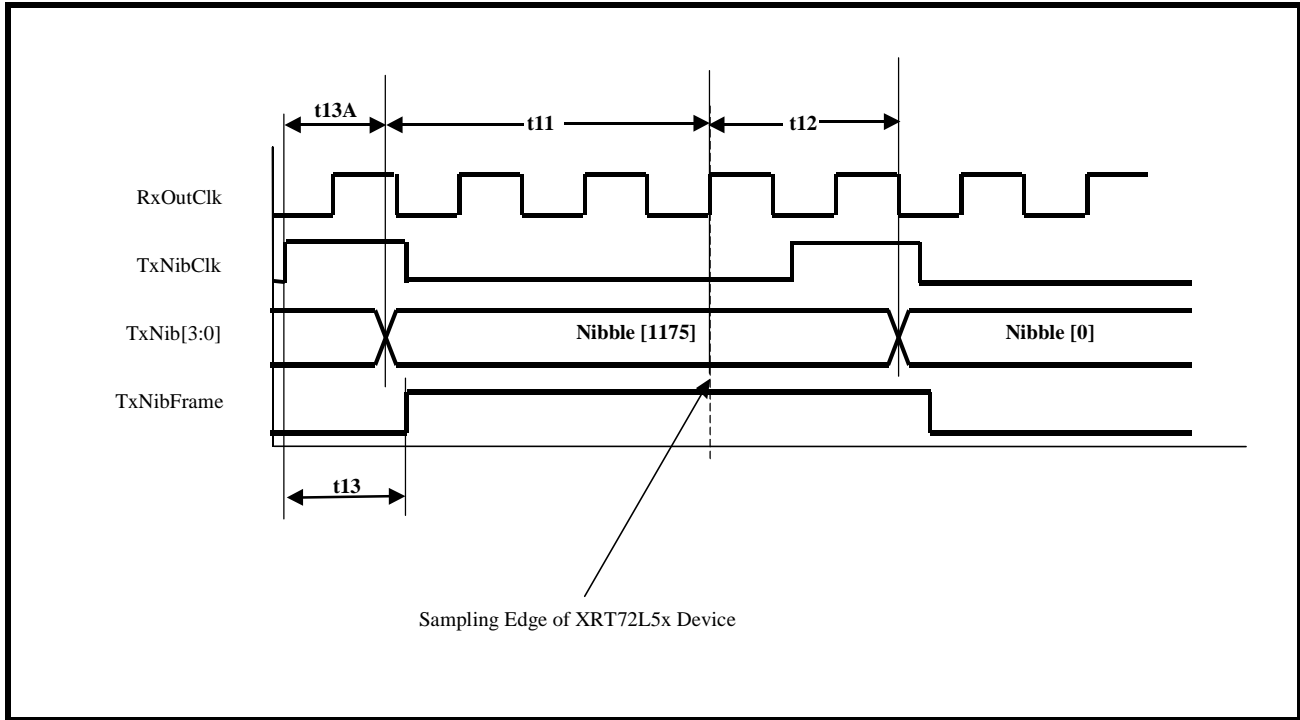 t13A
t11
t12
RxOutClk
TxNibClk
TxNib[3:0]
Nibble [1175]
Nibble [0]
TxNibFrame
t13
Sampling Edge of XRT72L5x Device